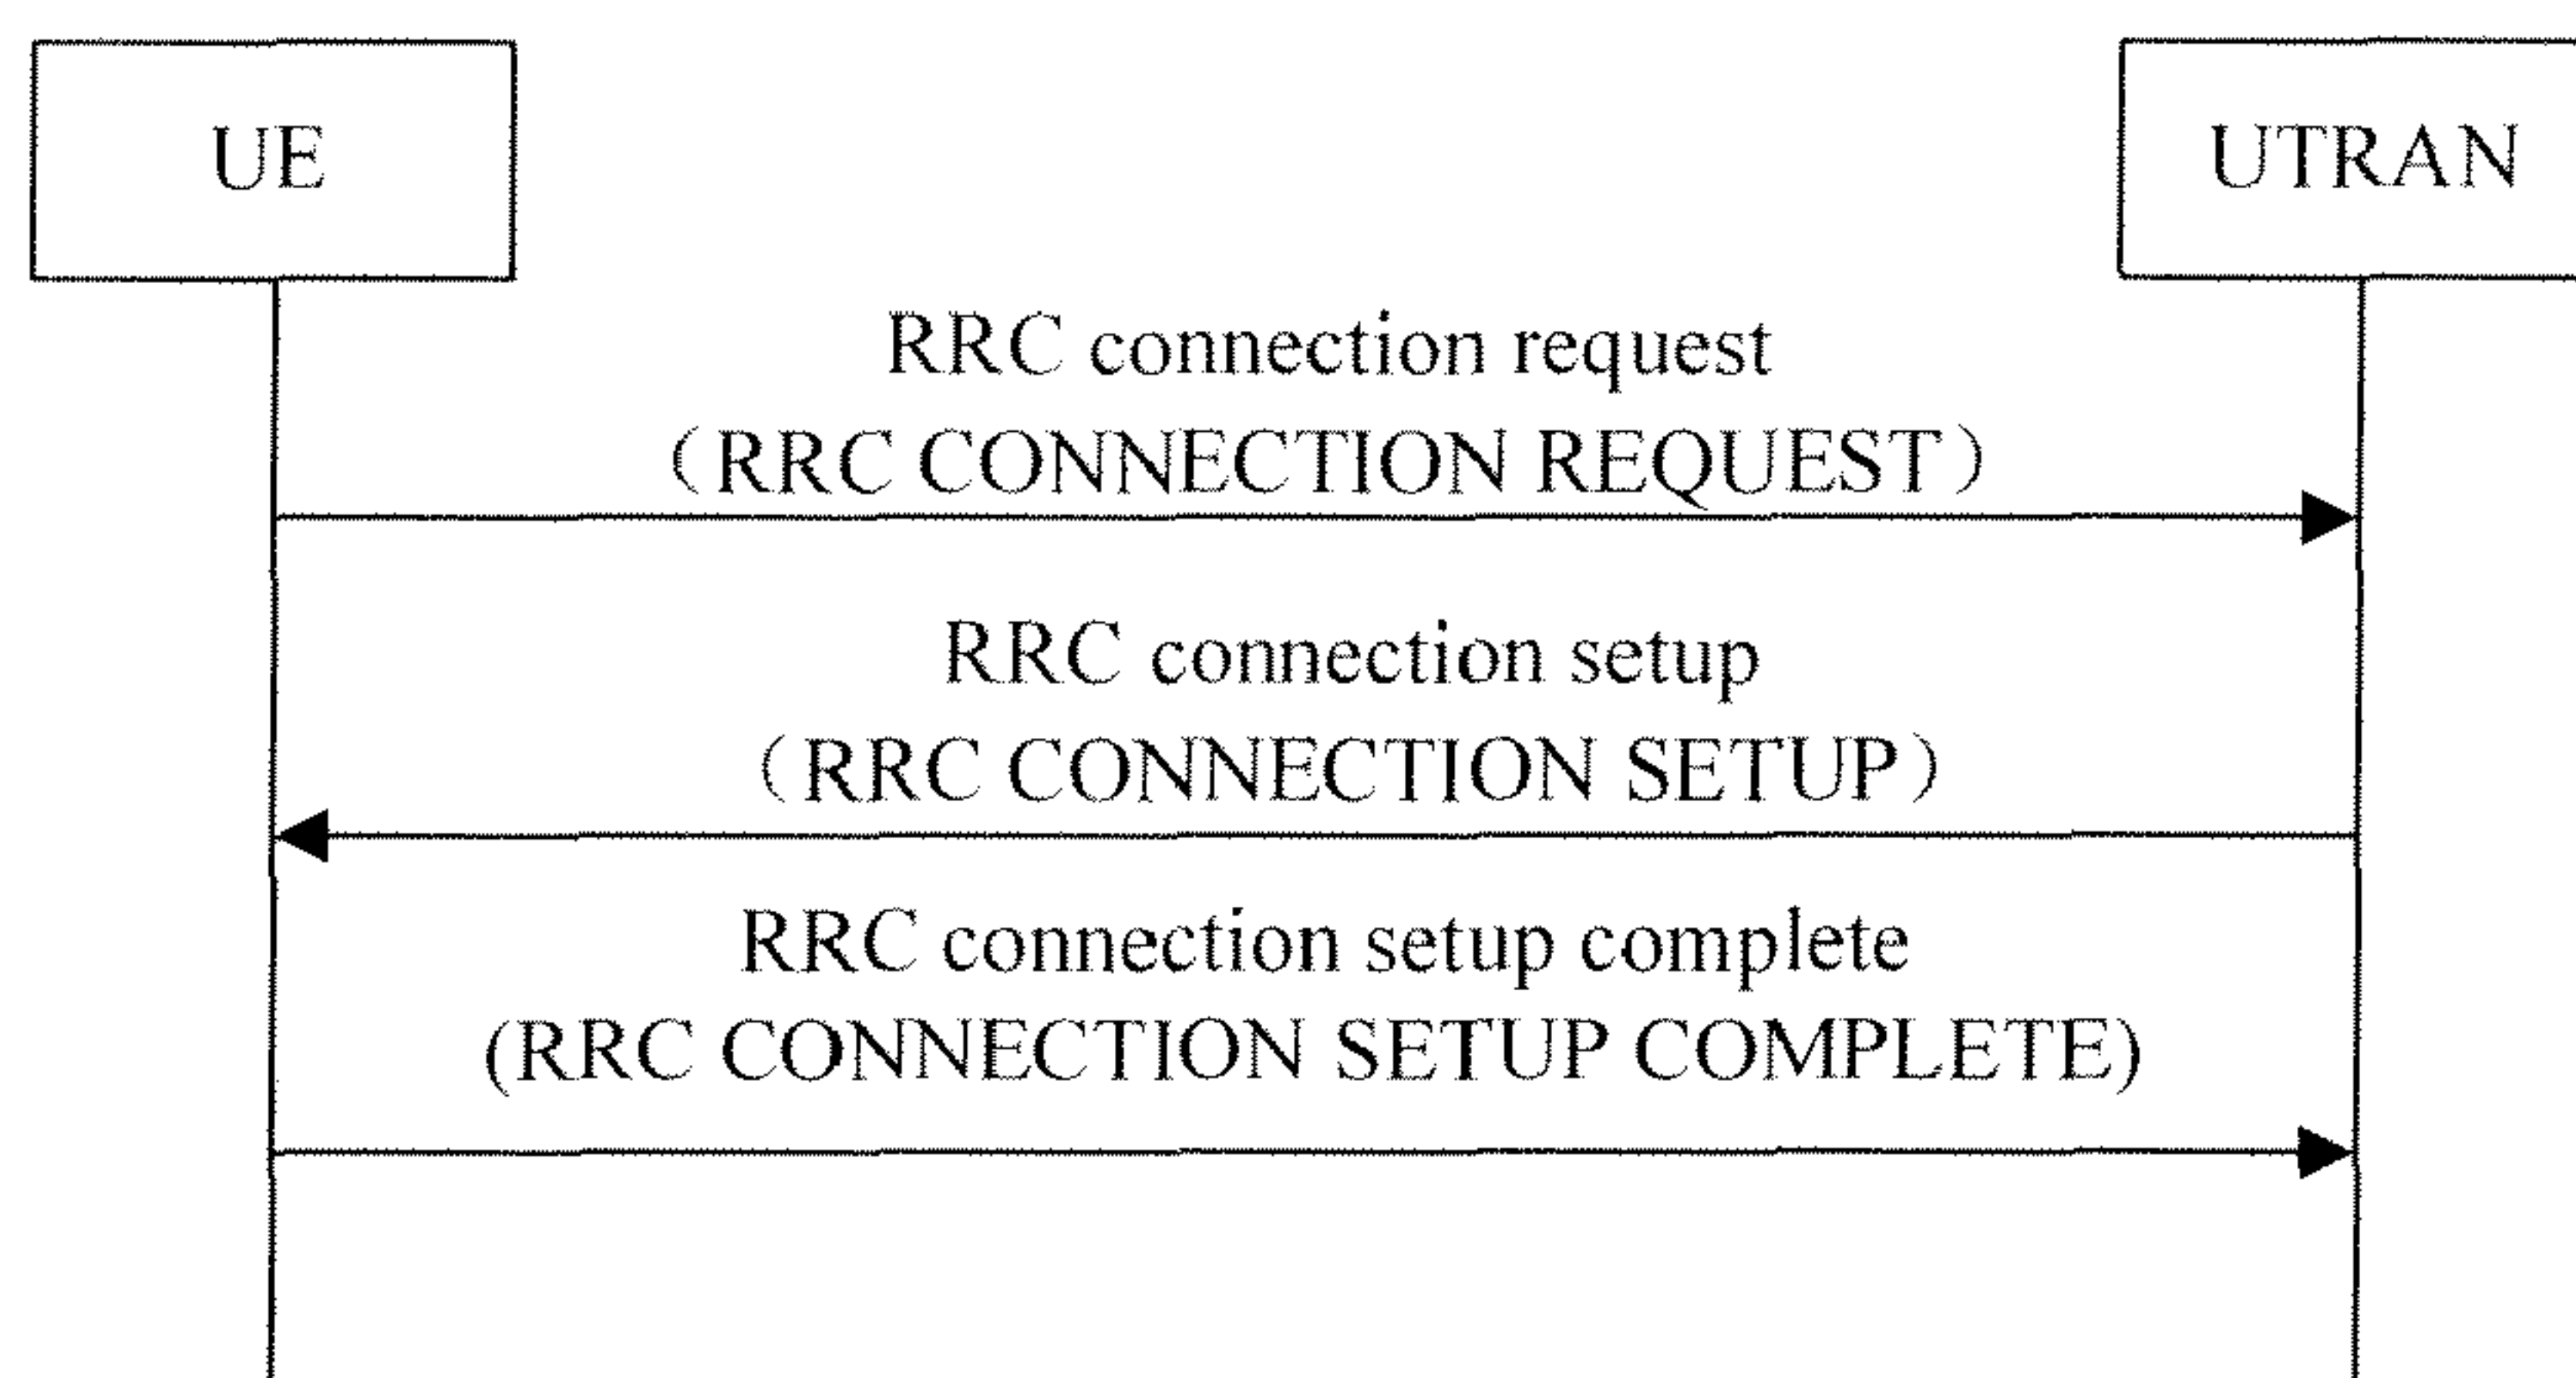 UE
UTRAN
RRC connection request
（RRC CONNECTION REQUEST）
RRC connection setup
（RRC CONNECTION SETUP）
RRC connection setup complete
(RRC CONNECTION SETUP COMPLETE)